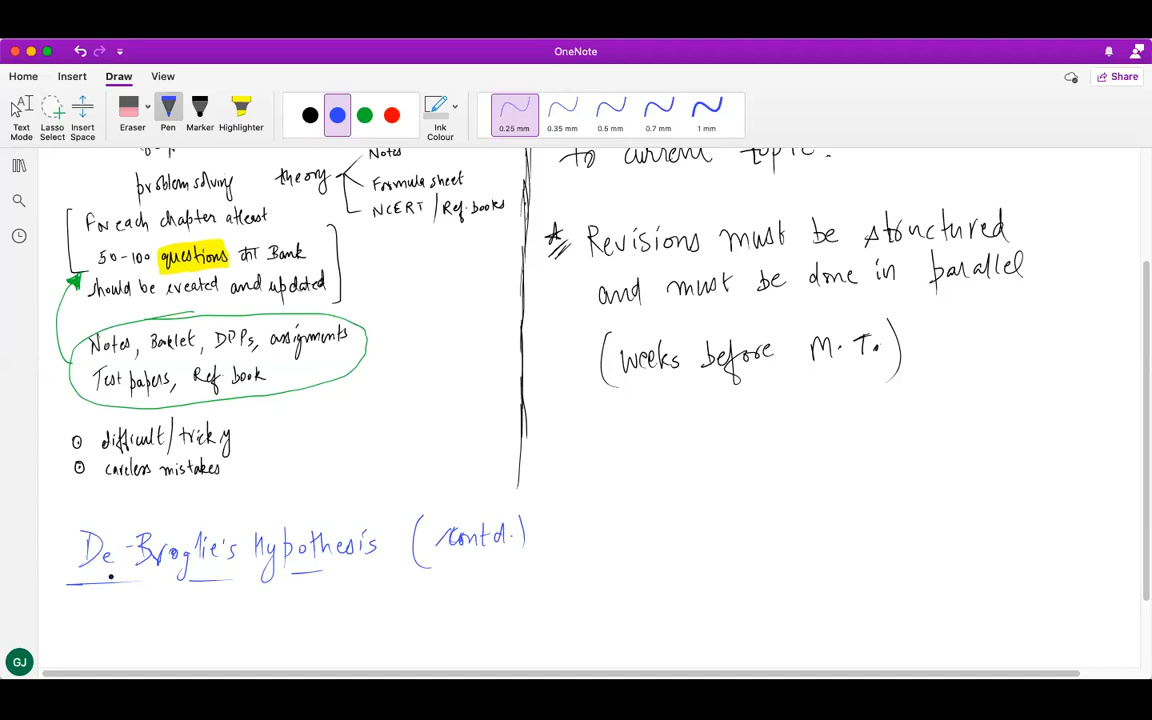 OneNote
Home Insert Draw View
Share
Text Mode
Lasso Select
Insert Space
Eraser
Pen
Marker
Highlighter
Ink Colour
0.25 mm
0.35 mm
0.5 mm
0.7 mm
1 mm
problem solving theory
Notes
Formula sheet
NCERT / Ref. books
For each chapter atleast
50-100 questions Bank
should be created and updated
Notes, Booklet, DPPs, assignments
Test papers, Ref. book
difficult/tricky
careless mistakes
to current topic.
Revisions must be structured
and must be done in parallel
(weeks before M. T.)
De-Broglie's Hypothesis (contd.)
GJ